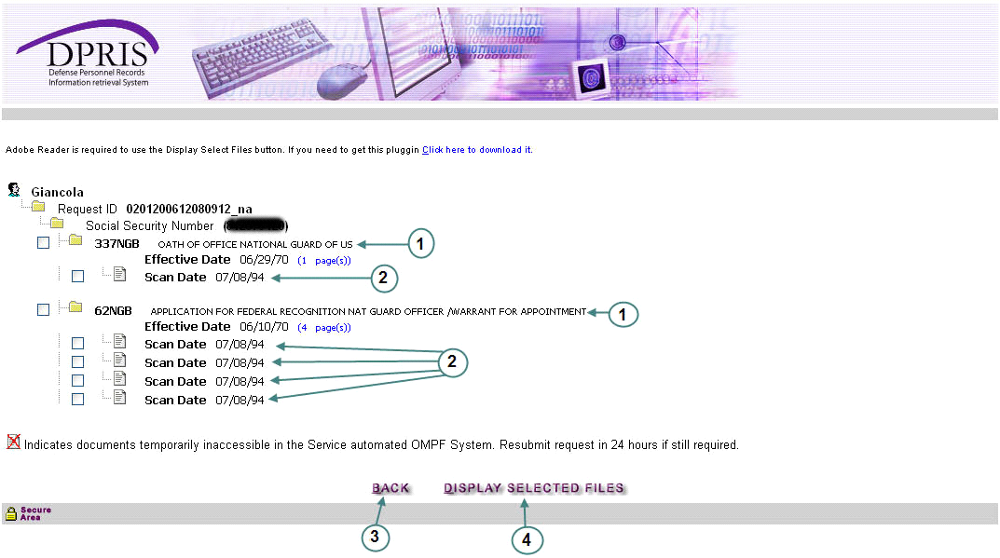 DPRIS
Defense Personnel Records
Information retrieval System
Adobe Reader is required to use the Display Select Files button. If you need to get this pluggin Click here to download it.
Giancola
Request ID 0201200612080912_na
Social Security Number ( )
337NGB OATH OF OFFICE NATIONAL GUARD OF US 1
Effective Date 06/29/70 (1 page(s))
Scan Date 07/08/94 2
62NGB APPLICATION FOR FEDERAL RECOGNITION NAT GUARD OFFICER /WARRANT FOR APPOINTMENT 1
Effective Date 06/10/70 (4 page(s))
Scan Date 07/08/94
Scan Date 07/08/94 2
Scan Date 07/08/94
Scan Date 07/08/94
Indicates documents temporarily inaccessible in the Service automated OMPF System. Resubmit request in 24 hours if still required.
BACK DISPLAY SELECTED FILES
Secure
Area
3 4